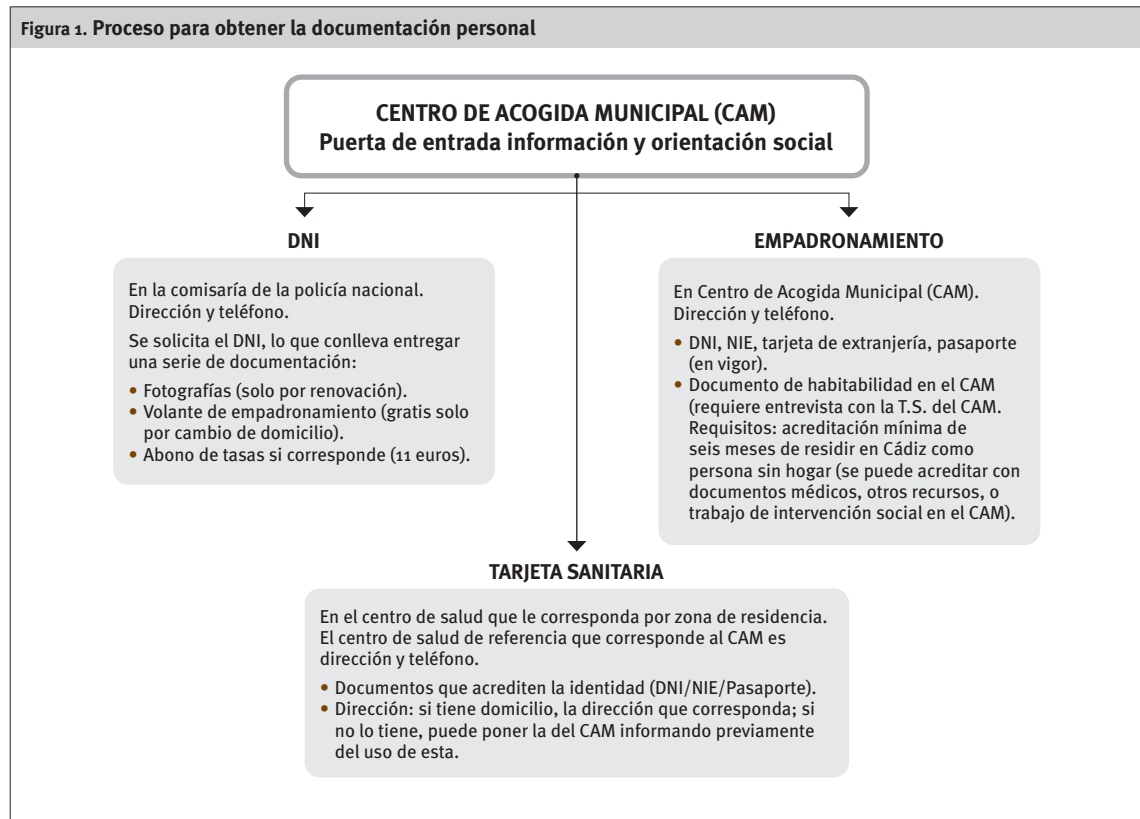 Figura 1. Proceso para obtener la documentación personal
CENTRO DE ACOGIDA MUNICIPAL (CAM)
Puerta de entrada información y orientación social
DNI
En la comisaría de la policía nacional.
Dirección y teléfono.
Se solicita el DNI, lo que conlleva entregar
una serie de documentación:
• Fotografías (solo por renovación).
• Volante de empadronamiento (gratis solo
por cambio de domicilio).
• Abono de tasas si corresponde (11 euros).
EMPADRONAMIENTO
En Centro de Acogida Municipal (CAM).
Dirección y teléfono.
• DNI, NIE, tarjeta de extranjería, pasaporte
(en vigor).
• Documento de habitabilidad en el CAM
(requiere entrevista con la T.S. del CAM.
Requisitos: acreditación mínima de
seis meses de residir en Cádiz como
persona sin hogar (se puede acreditar con
documentos médicos, otros recursos, o
trabajo de intervención social en el CAM).
TARJETA SANITARIA
En el centro de salud que le corresponda por zona de residencia.
El centro de salud de referencia que corresponde al CAM es
dirección y teléfono.
• Documentos que acrediten la identidad (DNI/NIE/Pasaporte).
• Dirección: si tiene domicilio, la dirección que corresponda; si
no lo tiene, puede poner la del CAM informando previamente
del uso de esta.